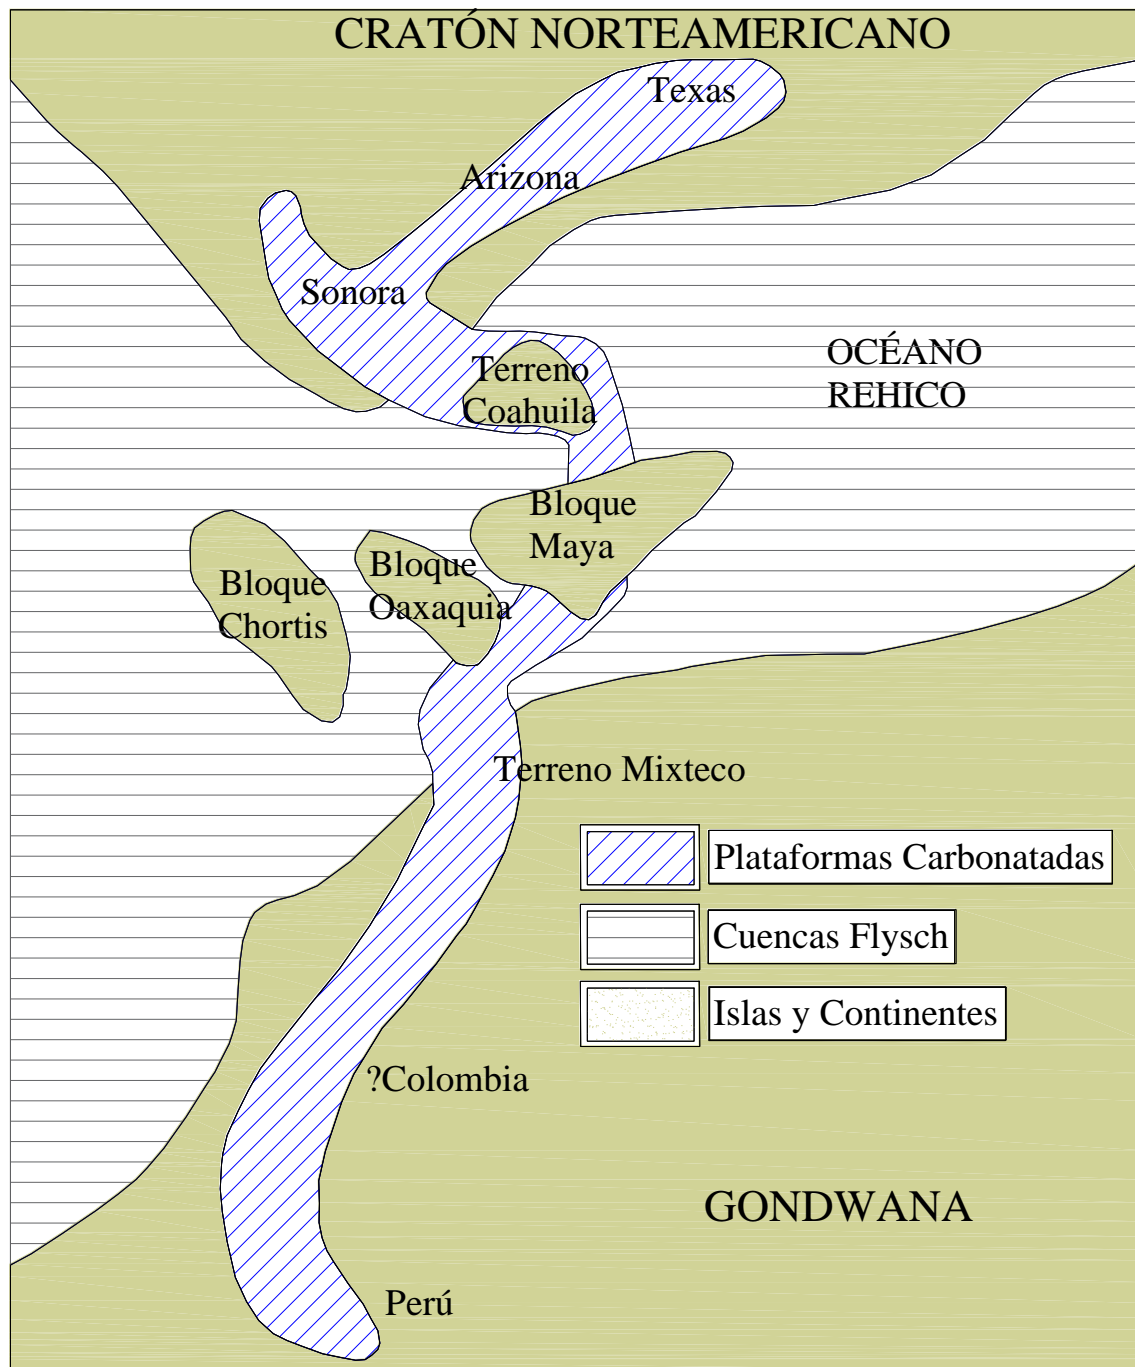 CRATÓN NORTEAMERICANO
Texas
Arizona
Sonora
OCÉANO
REHICO
Terreno
Coahuila
Bloque
Maya
Bloque
Oaxaquia
Bloque
Chortis
Terreno Mixteco
Plataformas Carbonatadas
Cuencas Flysch
Islas y Continentes
?Colombia
GONDWANA
Perú